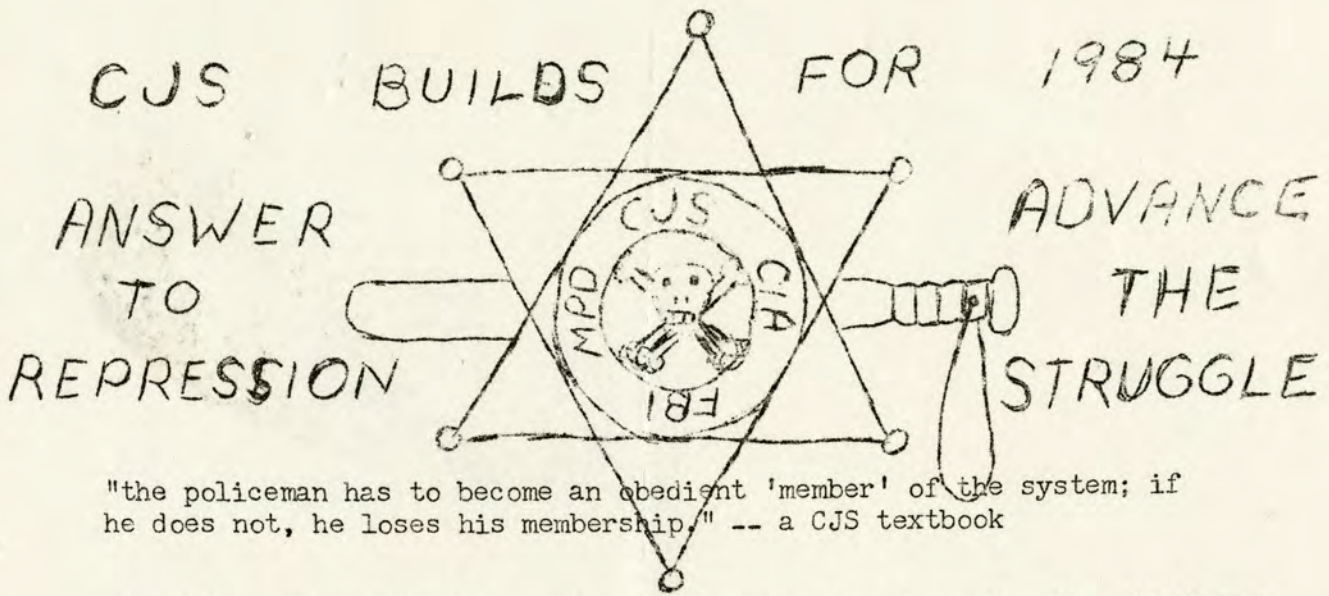 CJS BUILDS FOR 1984
ANSWER
TO
REPRESSION
ADVANCE
THE
STRUGGLE
CJS
CIA
FBI
MPD
"the policeman has to become an obedient 'member' of the system; if
he does not, he loses his membership." -- a CJS textbook